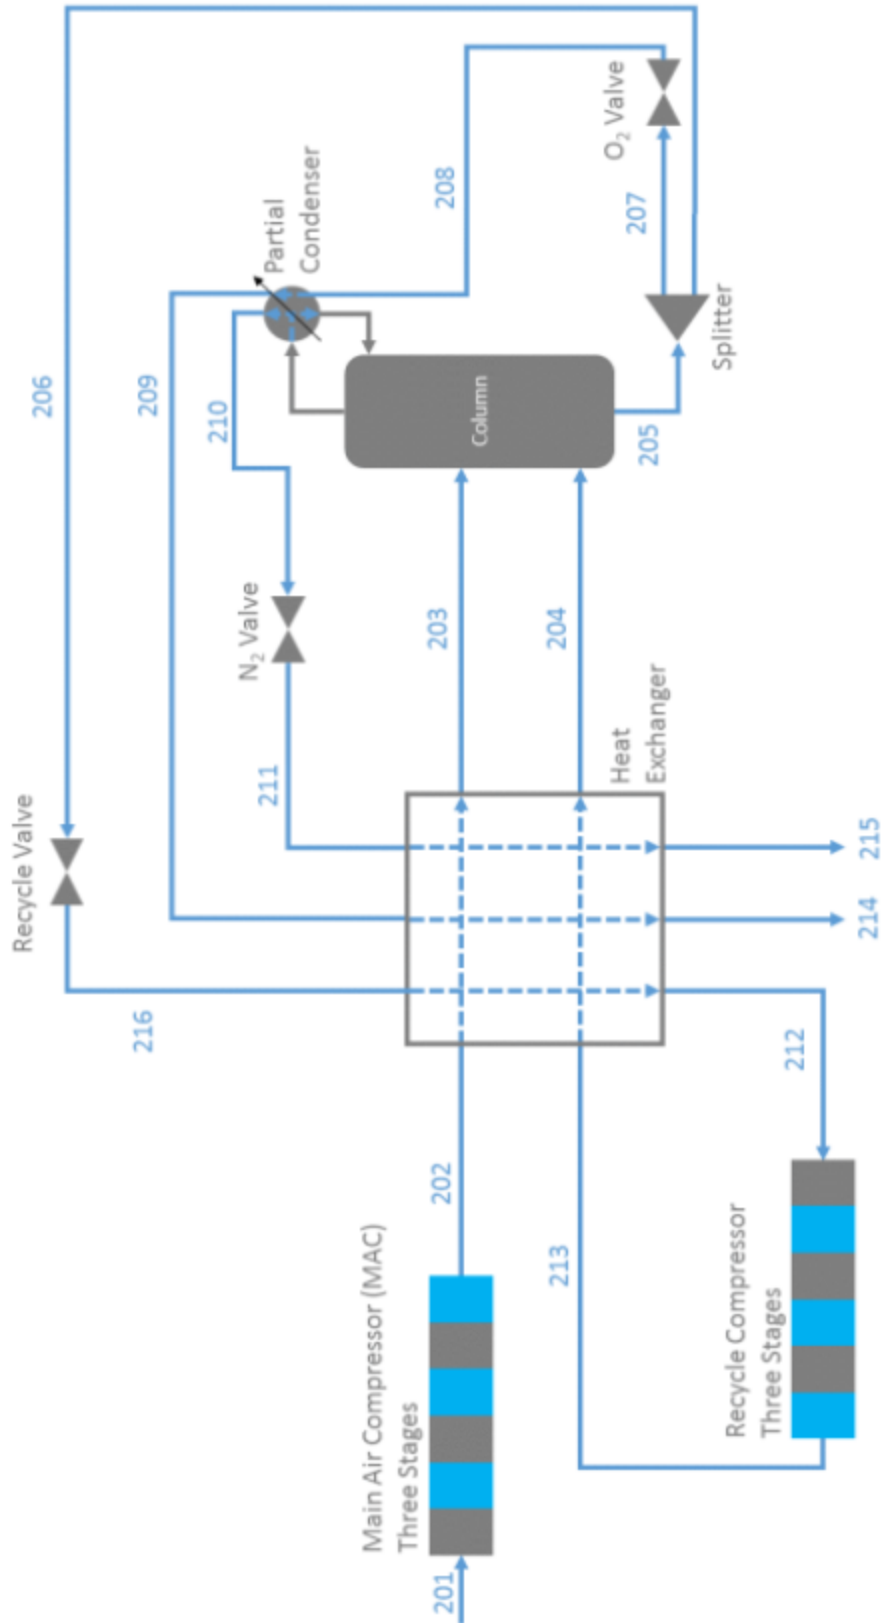 Recycle Valve
206
216
209
210
N₂ Valve
211
Partial
Condenser
Main Air Compressor (MAC)
Three Stages
201
202
203
208
Column
213
204
Heat
Exchanger
O₂ Valve
207
205
Splitter
Recycle Compressor
Three Stages
212
214
215